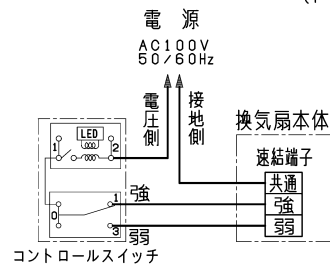 電 源
AC100V
50/60Hz
電圧側
接地側
換気扇本体
速結端子
共通
強
弱
LED
1
2
強
1
0
3
弱
コントロールスイッチ